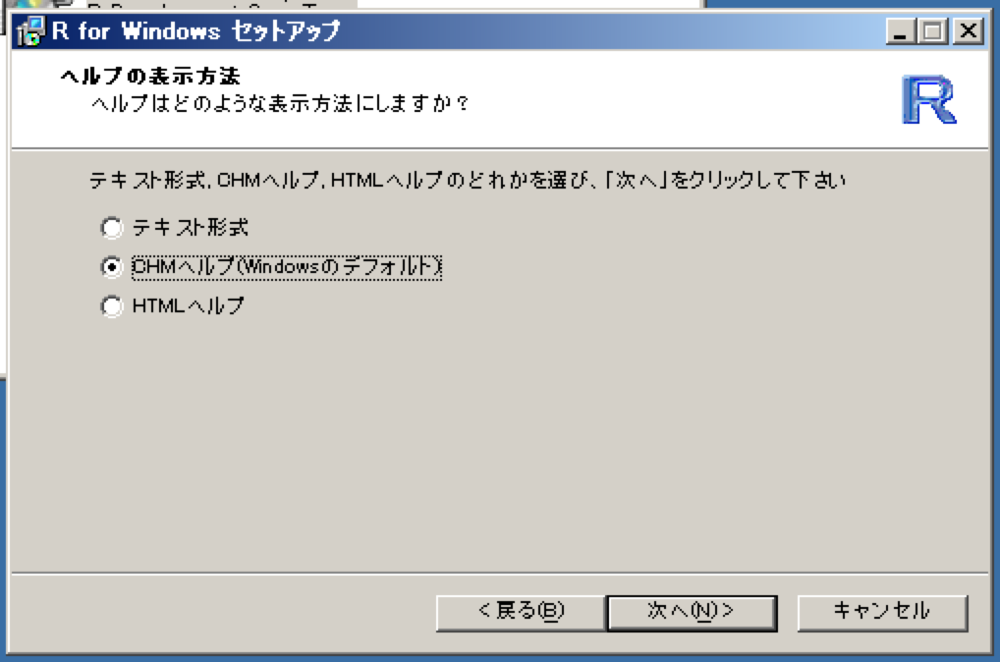 R for Windows セットアップ
ヘルプの表示方法
ヘルプはどのような表示方法にしますか？
R
テキスト形式, CHMヘルプ, HTMLヘルプのどれかを選び、「次へ」をクリックして下さい
テキスト形式
CHMヘルプ(Windowsのデフォルト)
HTMLヘルプ
< 戻る(B)
次へ(N) >
キャンセル